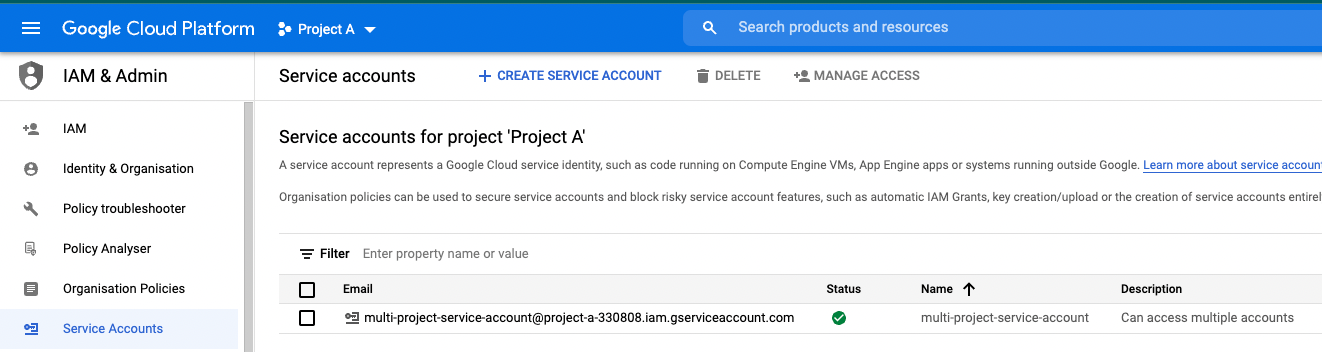 Google Cloud Platform Project A Search products and resources
IAM & Admin
Service accounts CREATE SERVICE ACCOUNT DELETE MANAGE ACCESS
IAM
Identity & Organisation
Policy troubleshooter
Policy Analyser
Organisation Policies
Service Accounts
Service accounts for project 'Project A'
A service account represents a Google Cloud service identity, such as code running on Compute Engine VMs, App Engine apps or systems running outside Google. Learn more about service
Organisation policies can be used to secure service accounts and block risky service account features, such as automatic IAM Grants, key creation/upload or the creation of service accounts
Filter Enter property name or value
Email Status Name Description
multi-project-service-account@project-a-330808.iam.gserviceaccount.com multi-project-service-account Can access multiple accounts